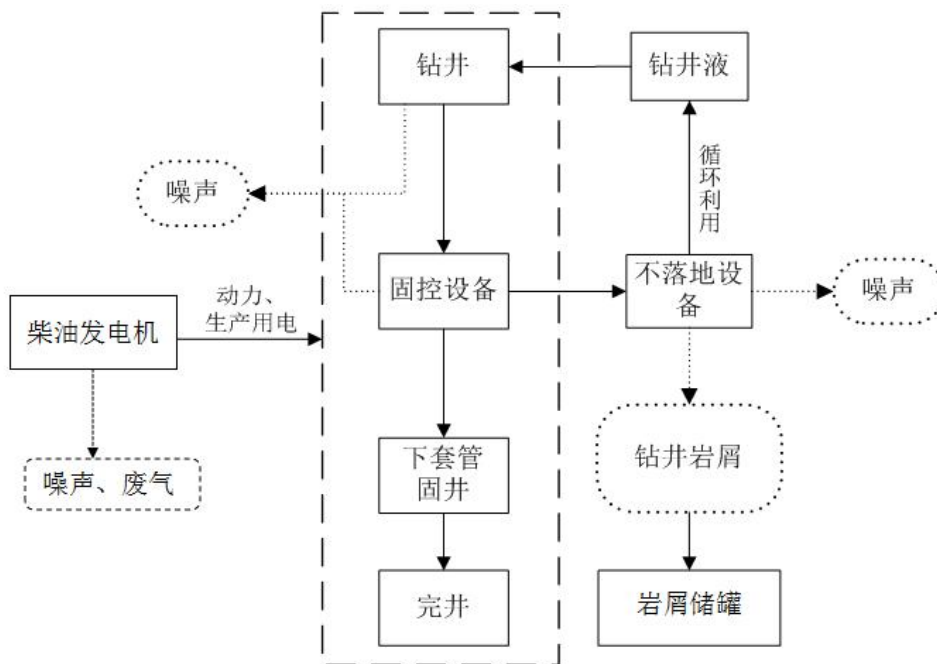 钻井
钻井液
循环利用
噪声
固控设备
不落地设
备
噪声
动力、
生产用电
柴油发电机
噪声、废气
下套管
固井
钻井岩屑
完井
岩屑储罐